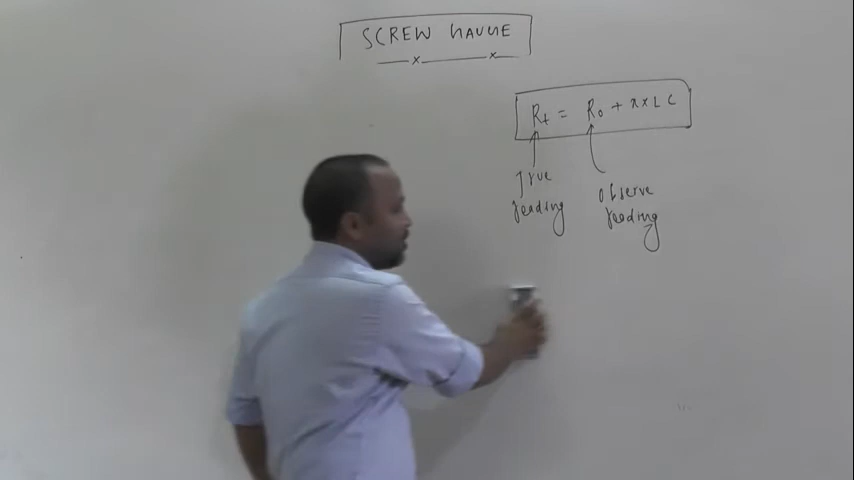 SCREW GAUGE
Rt = Ro + n×LC
True
reading
observe
reading